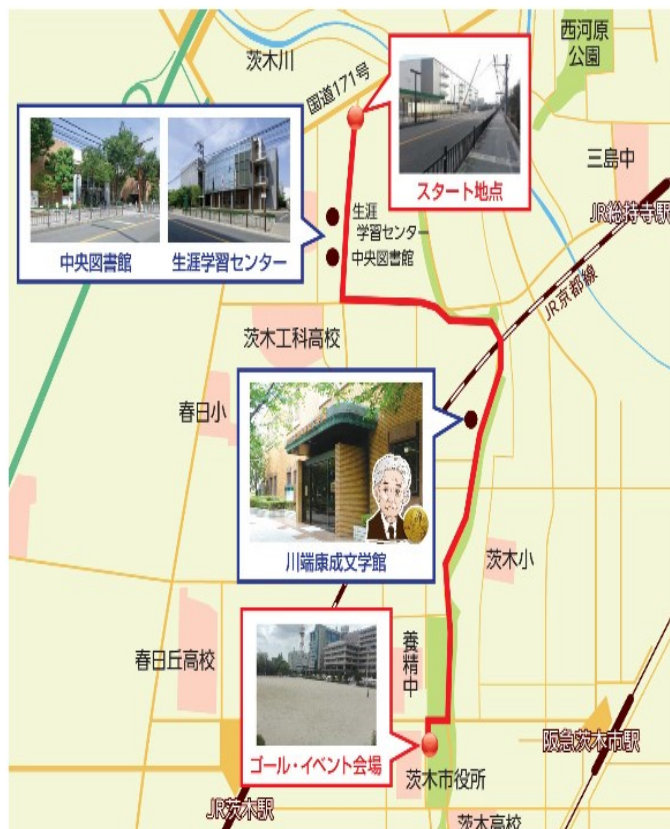 西河原
公園
茨木川
国道171号
三島中
スタート地点
JR総持寺駅
生涯
学習センター
中央図書館
中央図書館
生涯学習センター
JR京都線
茨木工科高校
春日小
川端康成文学館
茨木小
養精中
春日丘高校
ゴール・イベント会場
阪急茨木市駅
茨木市役所
JR茨木駅
茨木高校